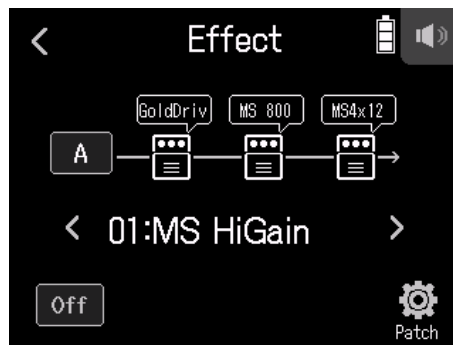 Effect
GoldDriv MS 800 MS4x12
A
01:MS HiGain
Off
Patch